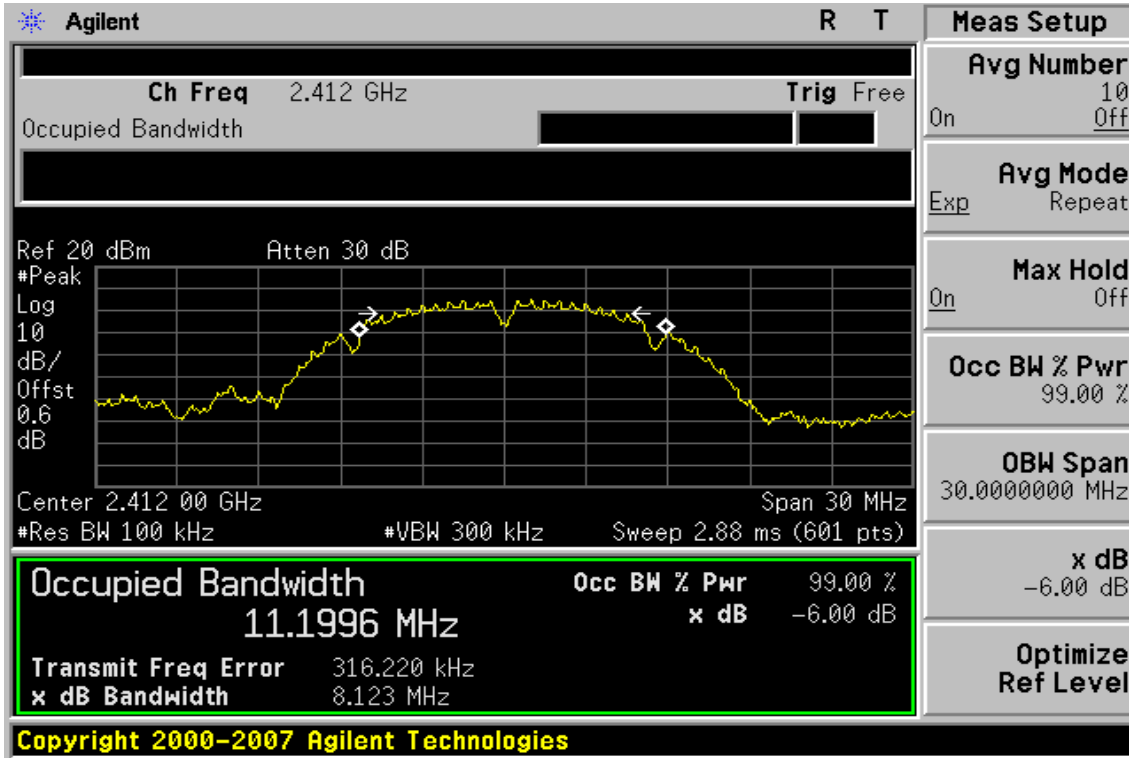 Agilent R T
Ch Freq 2.412 GHz Trig Free
Occupied Bandwidth
Ref 20 dBm Atten 30 dB
#Peak
Log
10
dB/
Offst
0.6
dB
Center 2.412 00 GHz Span 30 MHz
#Res BW 100 kHz #VBW 300 kHz Sweep 2.88 ms (601 pts)
Occupied Bandwidth Occ BW % Pwr 99.00 %
11.1996 MHz x dB -6.00 dB
Transmit Freq Error 316.220 kHz
x dB Bandwidth 8.123 MHz
Copyright 2000-2007 Agilent Technologies
Meas Setup
Avg Number
10
On Off
Avg Mode
Exp Repeat
Max Hold
On Off
Occ BW % Pwr
99.00 %
OBW Span
30.0000000 MHz
x dB
-6.00 dB
Optimize
Ref Level